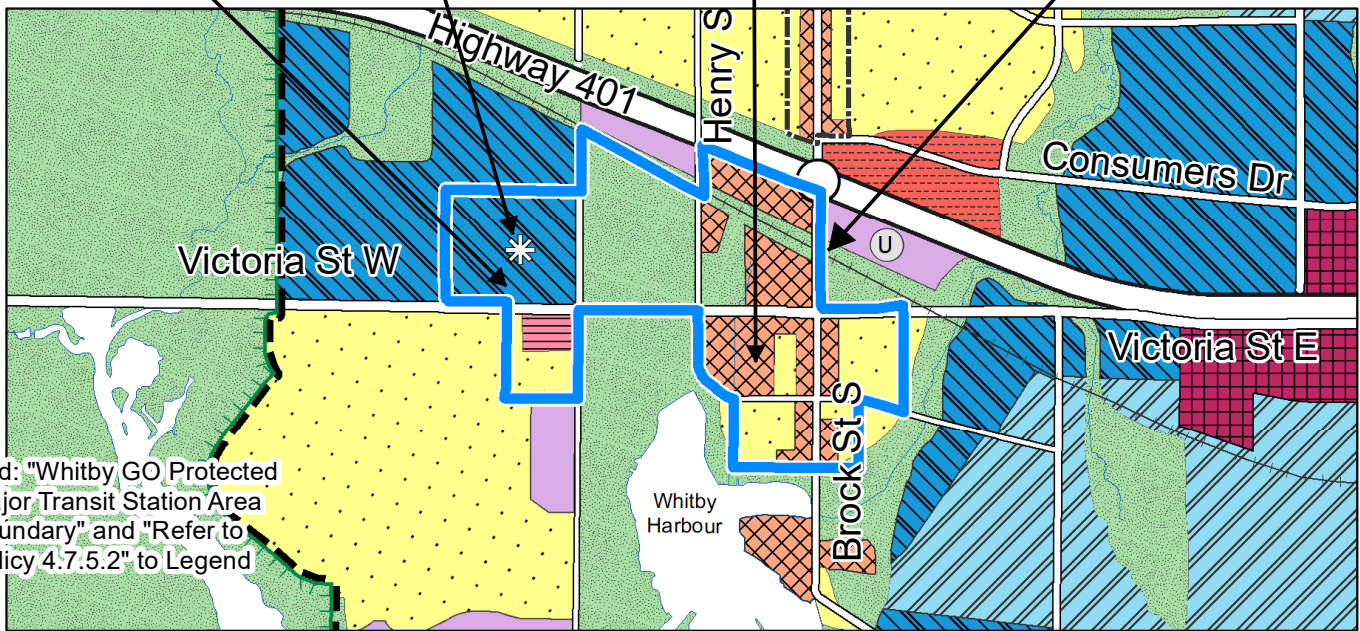 Highway 401
Henry S
Consumers Dr
U
Victoria St W
Victoria St E
Brock St S
Whitby
Harbour
d: "Whitby GO Protected
jor Transit Station Area
undary" and "Refer to
licy 4.7.5.2" to Legend